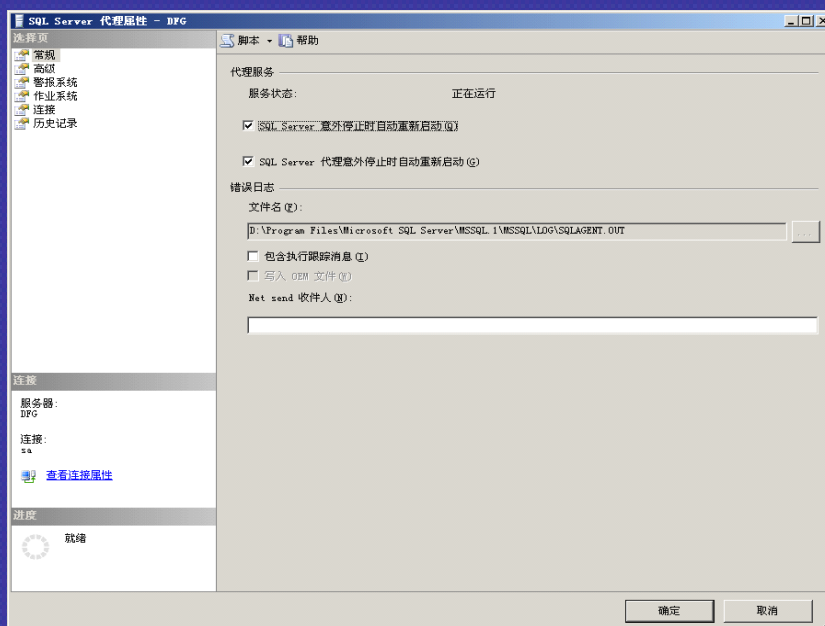 SQL Server 代理属性 - DFG
选择页
常规
高级
警报系统
作业系统
连接
历史记录
脚本
帮助
代理服务
服务状态: 正在运行
SQL Server 意外停止时自动重新启动(Q)
SQL Server 代理意外停止时自动重新启动(G)
错误日志
文件名(F):
D:\Program Files\Microsoft SQL Server\MSSQL.1\MSSQL\LOG\SQLAGENT.OUT
...
包含执行跟踪消息(I)
写入 OEM 文件(W)
Net send 收件人(N):
连接
服务器:
DFG
连接:
sa
查看连接属性
进度
就绪
确定 取消